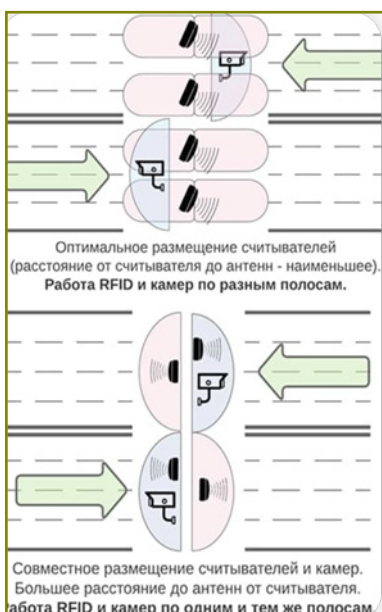 Оптимальное размещение считывателей
(расстояние от считывателя до антенн - наименьшее).
Работа RFID и камер по разным полосам.
Совместное размещение считывателей и камер.
Большее расстояние до антенн от считывателя.
Работа RFID и камер по одним и тем же полосам